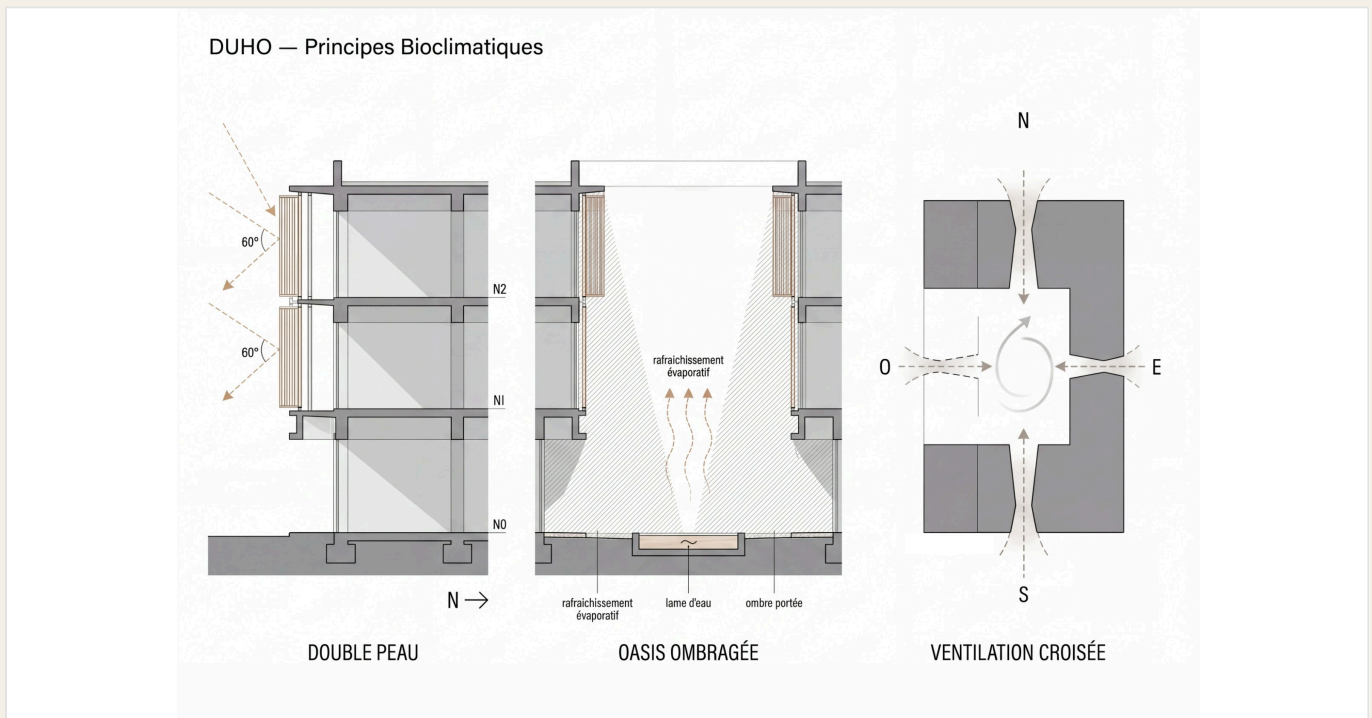 DUHO — Principes Bioclimatiques
60°
60°
N2
N1
N0
N
DOUBLE PEAU
rafraichissement
évaporatif
rafraichissement
évaporatif
lame d'eau
ombre portée
OASIS OMBRAGÉE
N
O
E
S
VENTILATION CROISÉE